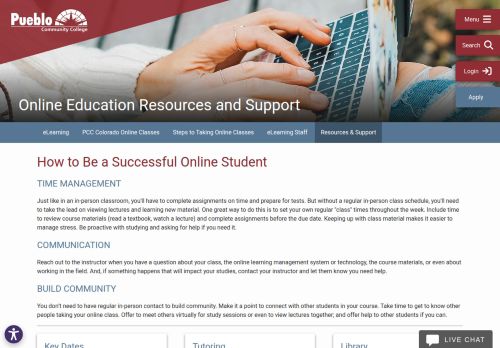 Pueblo
Community College
Menu
Search
Login
Apply
Online Education Resources and Support
eLearning
PCC Colorado Online Classes
Steps to Taking Online Classes
eLearning Staff
Resources & Support
How to Be a Successful Online Student
TIME MANAGEMENT
Just like in an in-person classroom, you'll have to complete assignments on time and prepare for tests. But without a regular in-person class schedule, you'll need
to take the lead on viewing lectures and learning new material. One great way to do this is to set your own regular "class" times throughout the week. Include time
to review course materials (read a textbook, watch a lecture) and complete assignments before the due date. Keeping up with class material makes it easier to
manage stress. Be proactive with studying and asking for help if you need it.
COMMUNICATION
Reach out to the instructor when you have a question about your class, the online learning management system or technology, the course materials, or even about
working in the field. And, if something happens that will impact your studies, contact your instructor and let them know you need help.
BUILD COMMUNITY
You don't need to have regular in-person contact to build community. Make it a point to connect with other students in your course. Take time to get to know other
people taking your online class. Offer to meet others virtually for study sessions or even to view lectures together; and offer help to other students if you can.
Key Dates
Tutoring
Library
LIVE CHAT